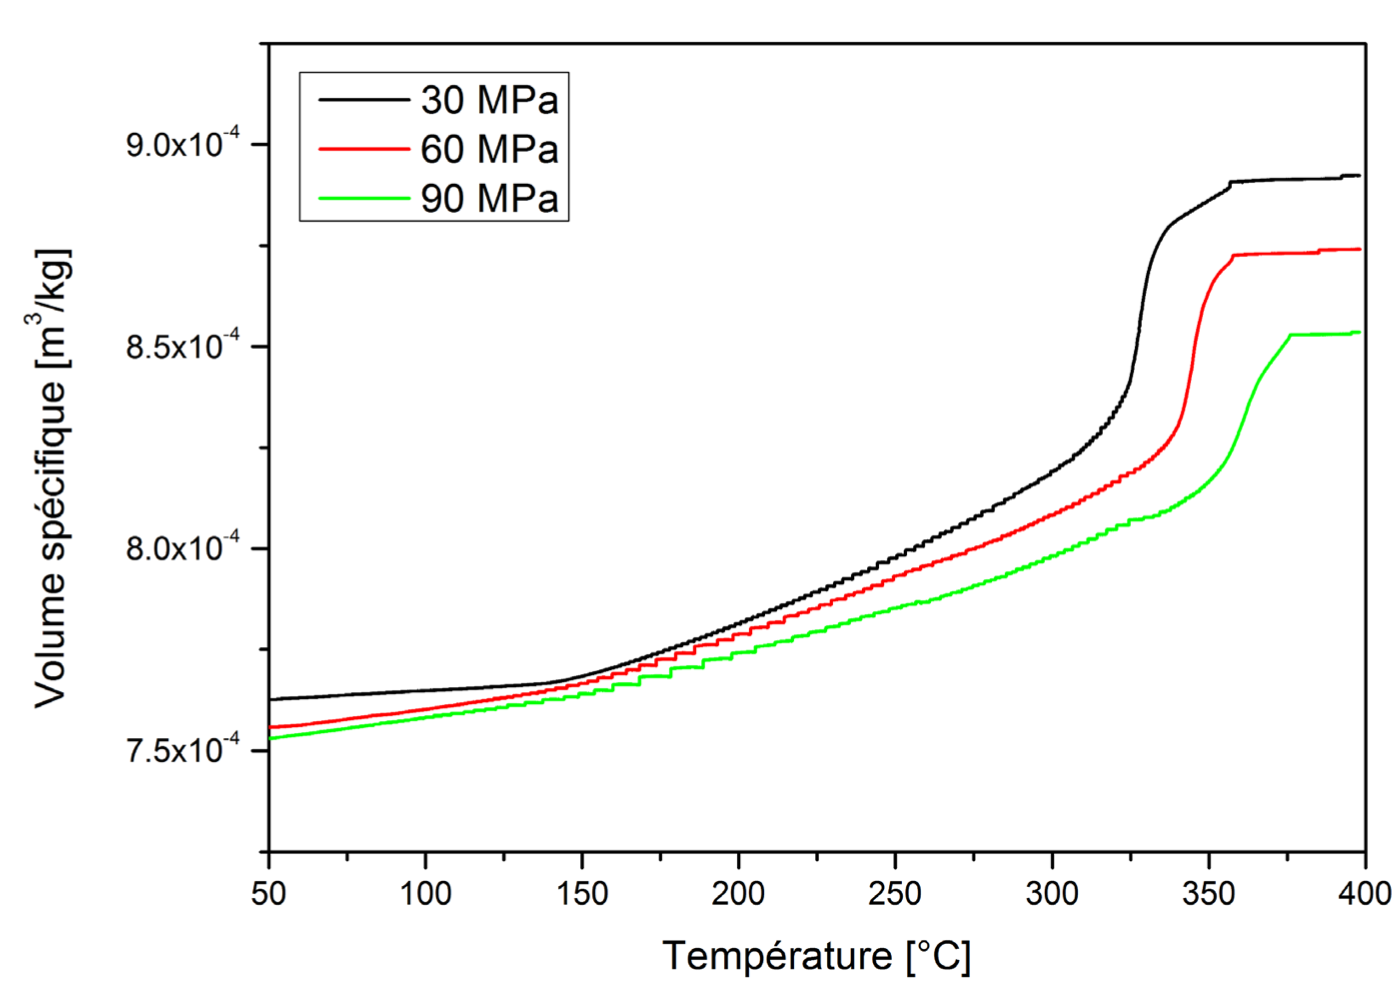 30 MPa
60 MPa
90 MPa
9.0x10⁻⁴
8.5x10⁻⁴
8.0x10⁻⁴
7.5x10⁻⁴
Volume spécifique [m³/kg]
50 100 150 200 250 300 350 400
Température [°C]